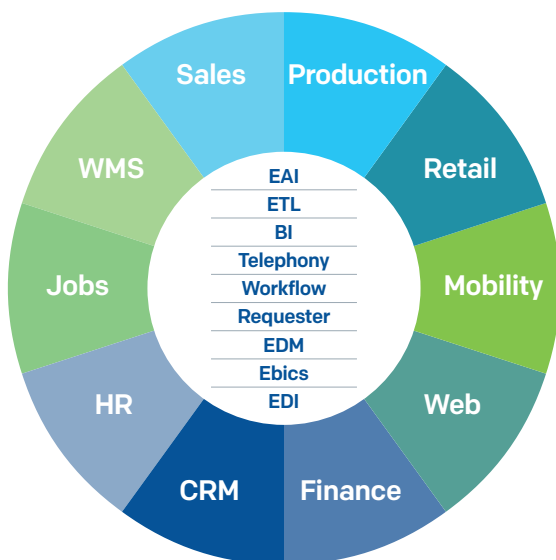 Sales
Production
WMS
Retail
Jobs
Mobility
HR
Web
CRM
Finance
EAI
ETL
BI
Telephony
Workflow
Requester
EDM
Ebics
EDI